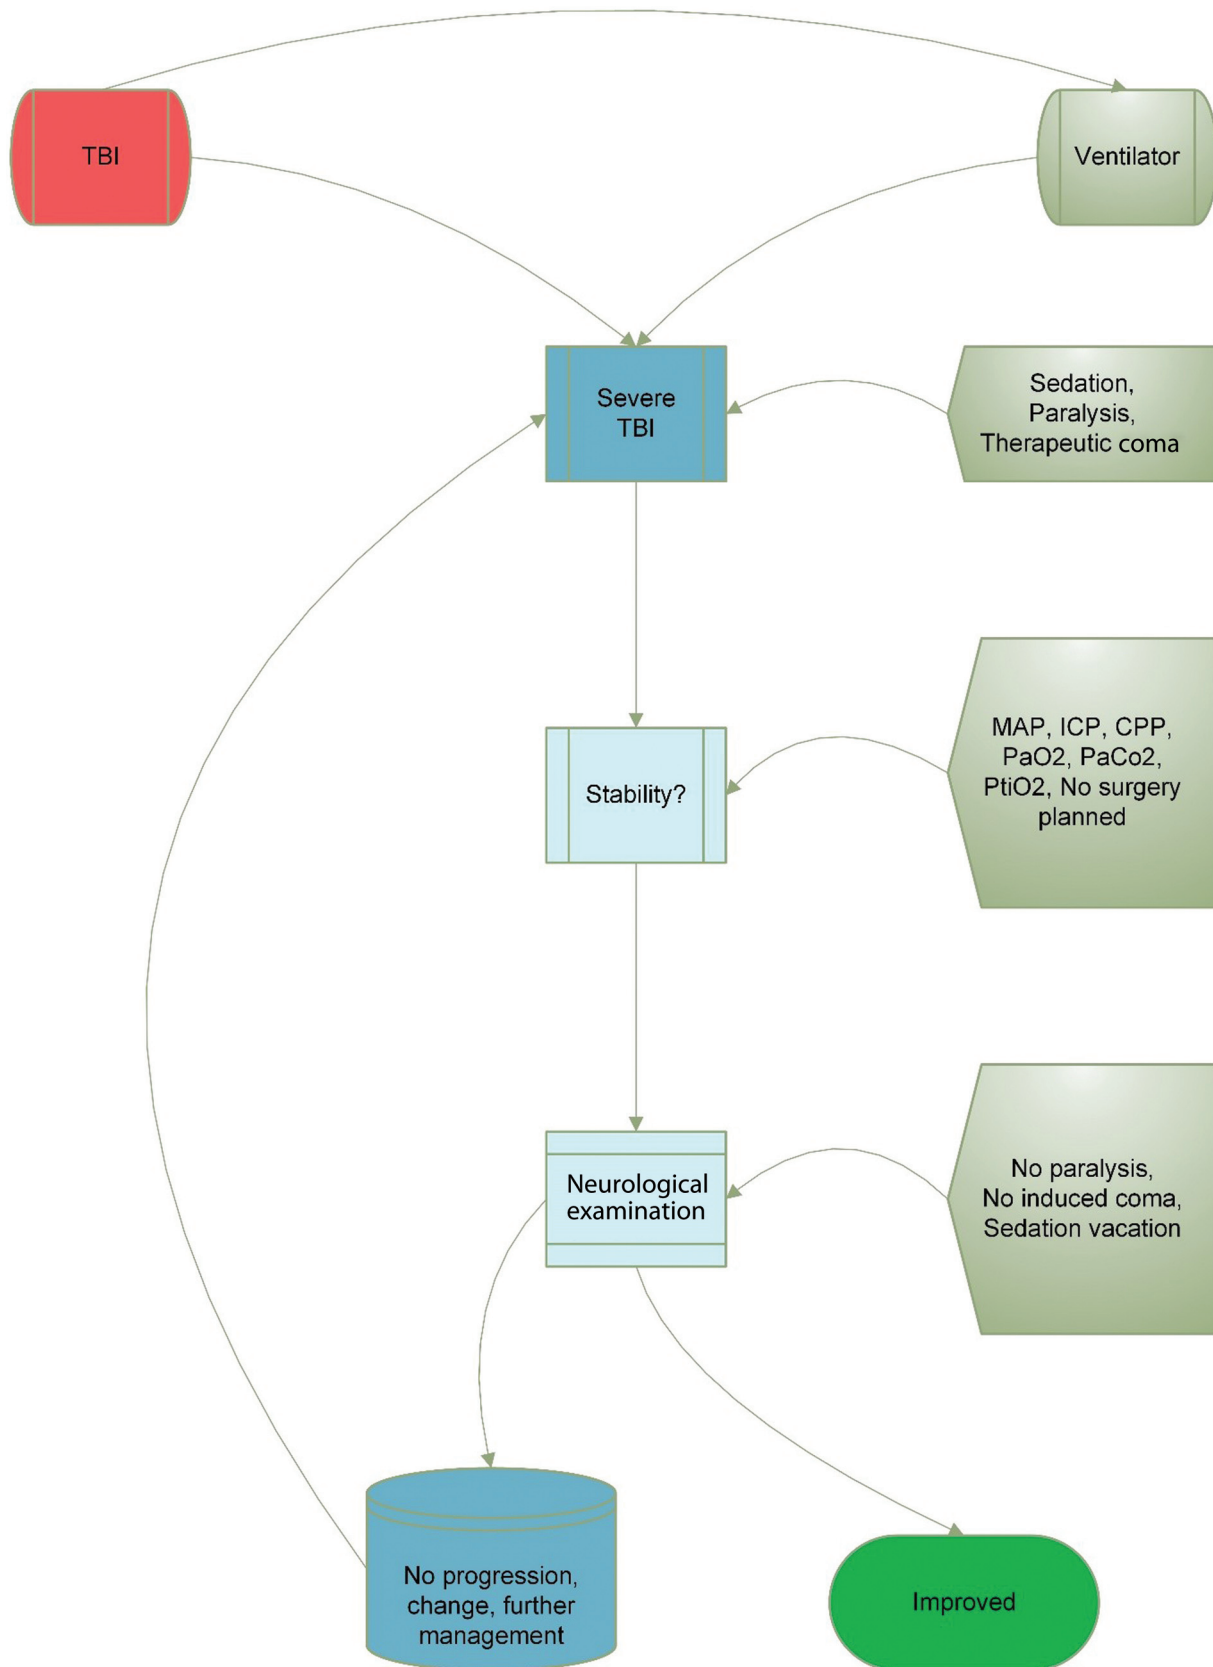 TBI
Ventilator
Severe
TBI
Sedation,
Paralysis,
Therapeutic coma
Stability?
MAP, ICP, CPP,
PaO2, PaCo2,
PtiO2, No surgery
planned
Neurological
examination
No paralysis,
No induced coma,
Sedation vacation
No progression,
change, further
management
Improved